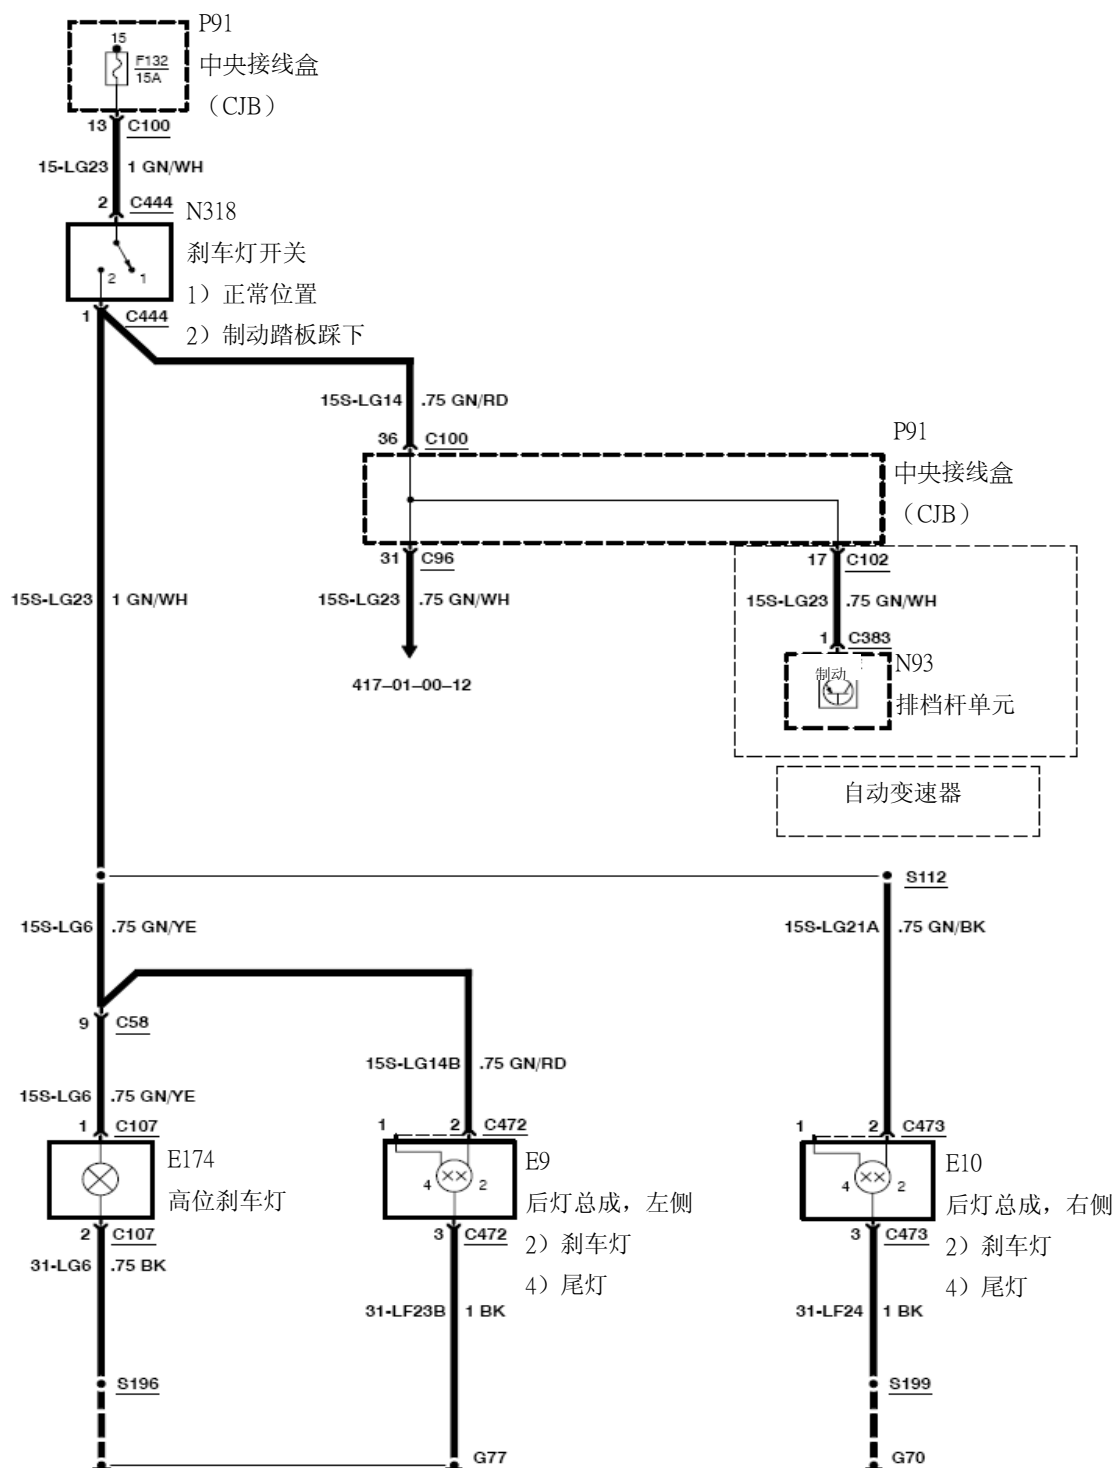 P91
15
F132
15A
中央接线盒
（CJB）
13 C100
15-LG23 1 GN/WH
2 C444
N318
刹车灯开关
2 1
1）正常位置
1 C444
2）制动踏板踩下
15S-LG14 .75 GN/RD
36 C100
P91
中央接线盒
（CJB）
31 C96
17 C102
15S-LG23 1 GN/WH
15S-LG23 .75 GN/WH
15S-LG23 .75 GN/WH
1 C383
制动
N93
排档杆单元
417-01-00-12
自动变速器
S112
15S-LG6 .75 GN/YE
15S-LG21A .75 GN/BK
9 C58
15S-LG14B .75 GN/RD
15S-LG6 .75 GN/YE
1 C107
1 2 C472
1 2 C473
E174
高位刹车灯
4 2
E9
后灯总成，左侧
4 2
E10
后灯总成，右侧
2 C107
3 C472
2）刹车灯
4）尾灯
3 C473
2）刹车灯
4）尾灯
31-LG6 .75 BK
31-LF23B 1 BK
31-LF24 1 BK
S196
S199
G77
G70